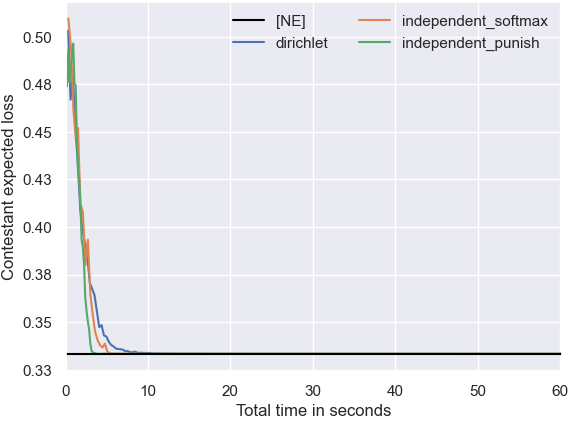 [NE]
dirichlet
independent_softmax
independent_punish
Contestant expected loss
0.50
0.48
0.45
0.43
0.40
0.38
0.35
0.33
0 10 20 30 40 50 60
Total time in seconds